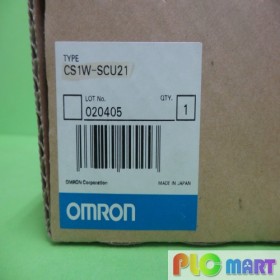 TYPE
CS1W-SCU21
LOT No. QTY.
020405 1
OMRON Corporation MADE IN JAPAN
OMRON
PLC MART